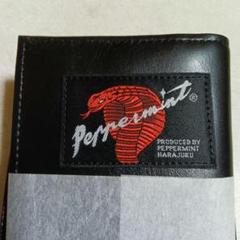 Peppermint®
PRODUCED BY
PEPPERMINT
HARAJUKU